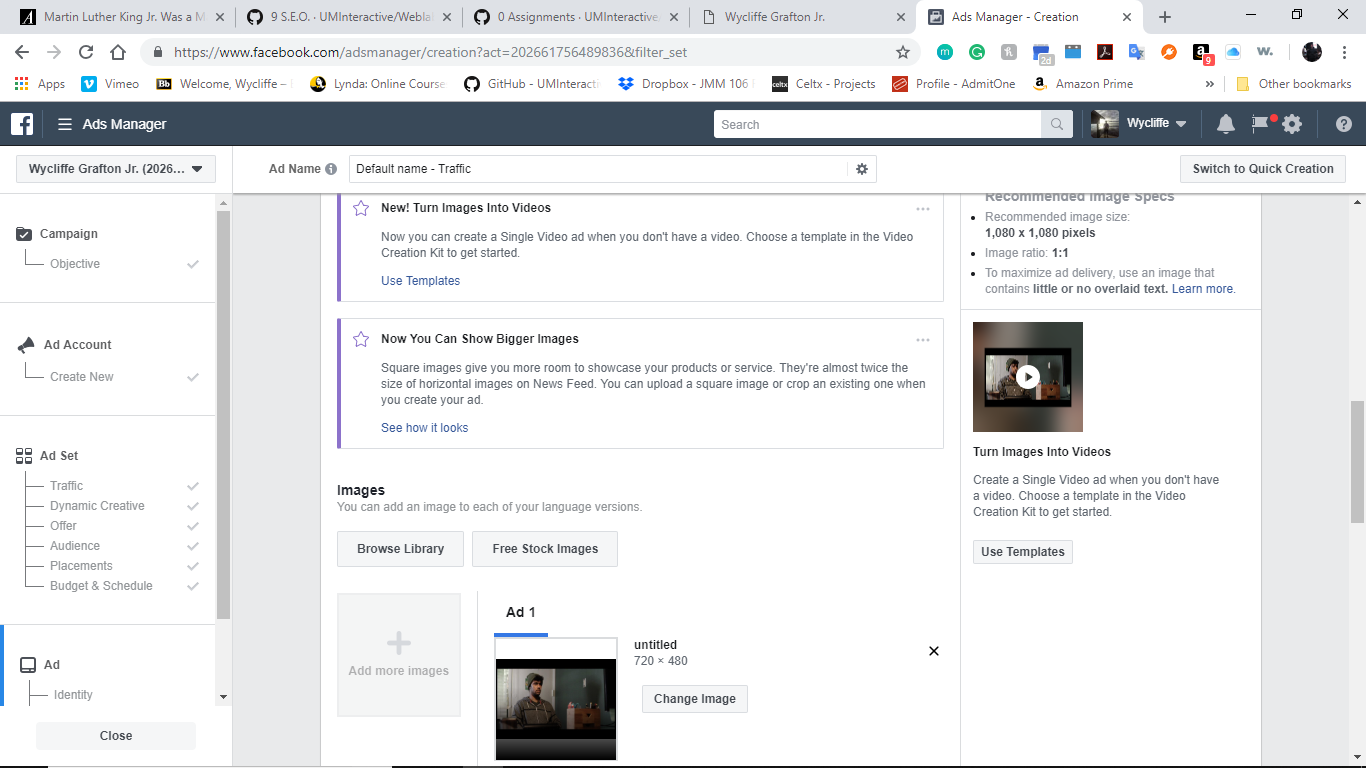 Martin Luther King Jr. Was a M
9 S.E.O. · UMInteractive/Weblab
0 Assignments · UMInteractive/
Wycliffe Grafton Jr.
Ads Manager - Creation
https://www.facebook.com/adsmanager/creation?act=2026617564898368&filter_set
2d
9
w.
Apps
Vimeo
Welcome, Wycliffe –
Lynda: Online Course
GitHub - UMInteracti
Dropbox - JMM 106
Celtx - Projects
Profile - AdmitOne
Amazon Prime
»
Other bookmarks
Ads Manager
Search
Wycliffe
Wycliffe Grafton Jr. (2026…
Ad Name
Default name - Traffic
Switch to Quick Creation
Campaign
Objective
Ad Account
Create New
Ad Set
Traffic
Dynamic Creative
Offer
Audience
Placements
Budget & Schedule
Ad
Identity
Close
New! Turn Images Into Videos
Now you can create a Single Video ad when you don't have a video. Choose a template in the Video
Creation Kit to get started.
Use Templates
Now You Can Show Bigger Images
Square images give you more room to showcase your products or service. They're almost twice the
size of horizontal images on News Feed. You can upload a square image or crop an existing one when
you create your ad.
See how it looks
Images
You can add an image to each of your language versions.
Browse Library
Free Stock Images
Add more images
Ad 1
untitled
720 × 480
Change Image
Recommended Image Specs
Recommended image size:
1,080 x 1,080 pixels
Image ratio: 1:1
To maximize ad delivery, use an image that
contains little or no overlaid text. Learn more.
Turn Images Into Videos
Create a Single Video ad when you don't have
a video. Choose a template in the Video
Creation Kit to get started.
Use Templates